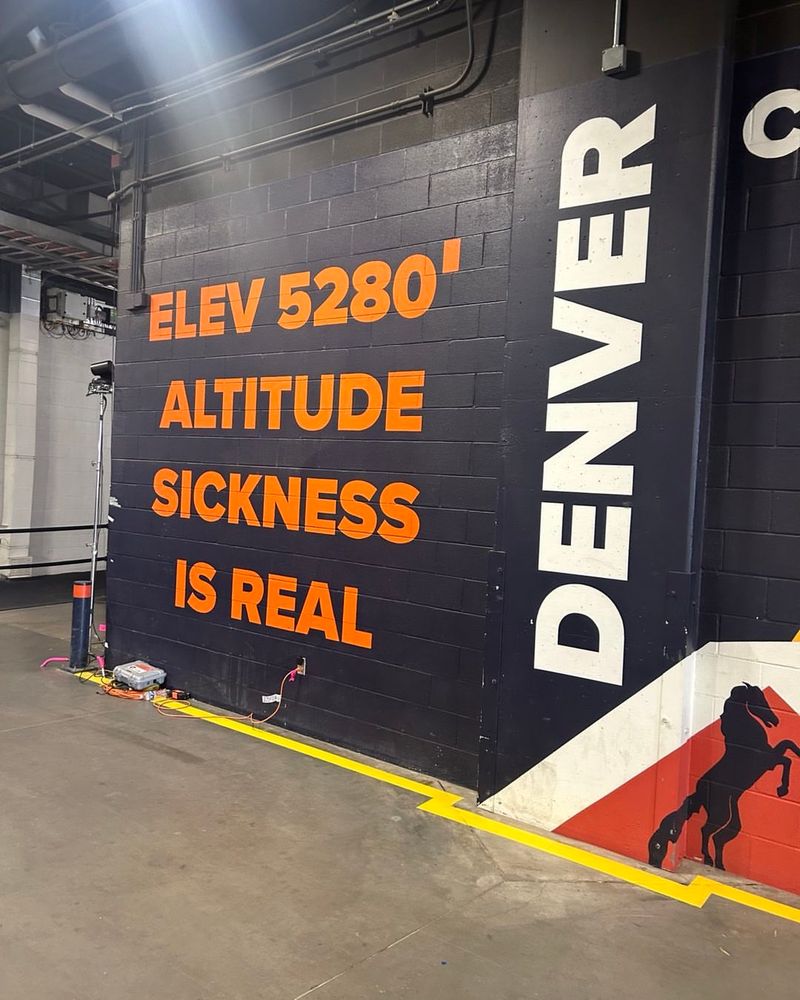 ELEV 5280'
ALTITUDE
SICKNESS
IS REAL
DENVER
C